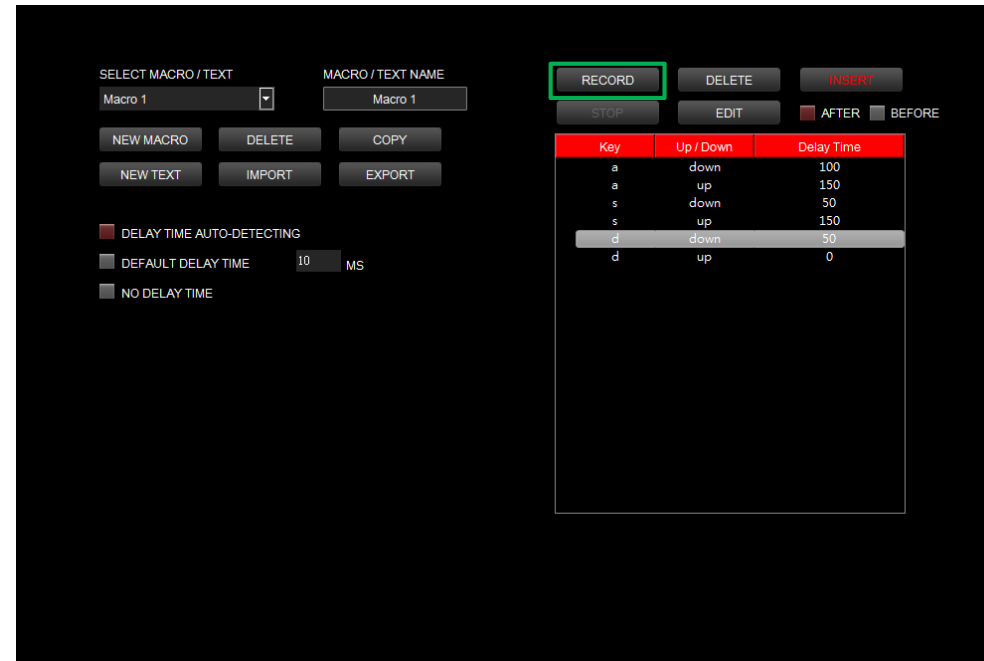 SELECT MACRO / TEXT MACRO / TEXT NAME
Macro 1 Macro 1
NEW MACRO DELETE COPY
NEW TEXT IMPORT EXPORT
DELAY TIME AUTO-DETECTING
DEFAULT DELAY TIME 10 MS
NO DELAY TIME
RECORD DELETE INSERT
STOP EDIT AFTER BEFORE
Key Up / Down Delay Time
a down 100
a up 150
s down 50
s up 150
d down 50
d up 0